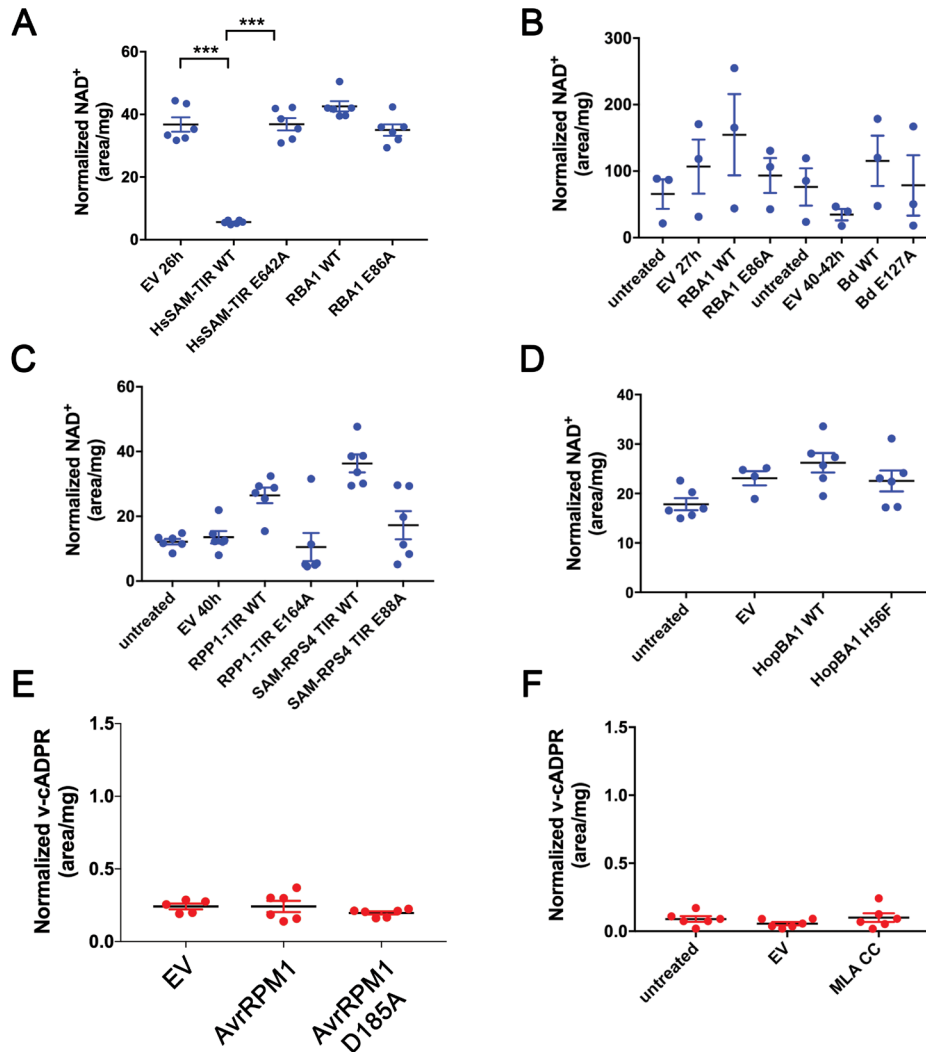 A
Normalized NAD+
(area/mg)
60
40
20
0
***
***
EV 26h
HsSAM-TIR WT
HsSAM-TIR E642A
RBA1 WT
RBA1 E86A
B
Normalized NAD+
(area/mg)
300
200
100
0
untreated
EV 27h
RBA1 WT
RBA1 E86A
untreated
EV 40-42h
Bd WT
Bd E127A
C
Normalized NAD+
(area/mg)
60
40
20
0
untreated
EV 40h
RPP1-TIR WT
RPP1-TIR E164A
SAM-RPS4 TIR WT
SAM-RPS4 TIR E88A
D
Normalized NAD+
(area/mg)
40
30
20
10
0
untreated
EV
HopBA1 WT
HopBA1 H56F
E
Normalized v-cADPR
(area/mg)
1.5
1.0
0.5
0.0
EV
AvrRPM1
AvrRPM1
D185A
F
Normalized v-cADPR
(area/mg)
1.5
1.0
0.5
0.0
untreated
EV
MLA CC